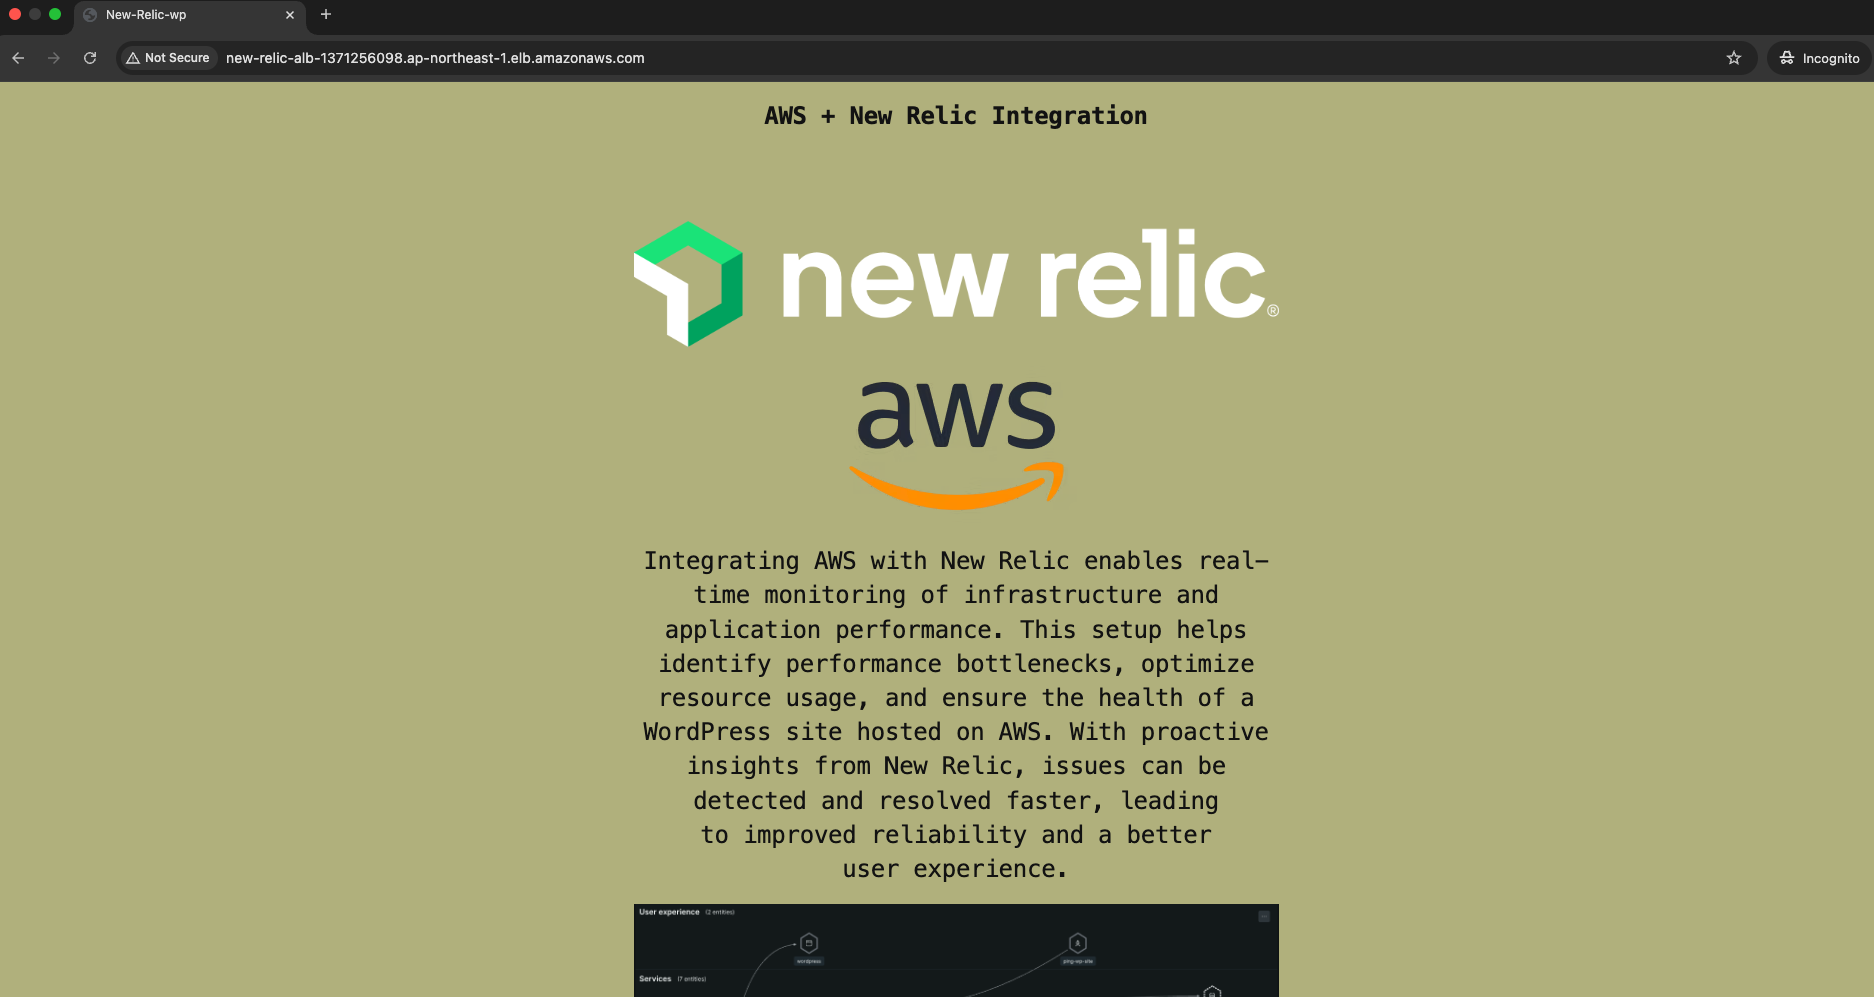 New-Relic-wp
Not Secure
new-relic-alb-1371256098.ap-northeast-1.elb.amazonaws.com
Incognito
AWS + New Relic Integration
new relic®
aws
Integrating AWS with New Relic enables real-
time monitoring of infrastructure and
application performance. This setup helps
identify performance bottlenecks, optimize
resource usage, and ensure the health of a
WordPress site hosted on AWS. With proactive
insights from New Relic, issues can be
detected and resolved faster, leading
to improved reliability and a better
user experience.
User experience (2 entities)
wordpress
ping-wp-site
Services (7 entities)